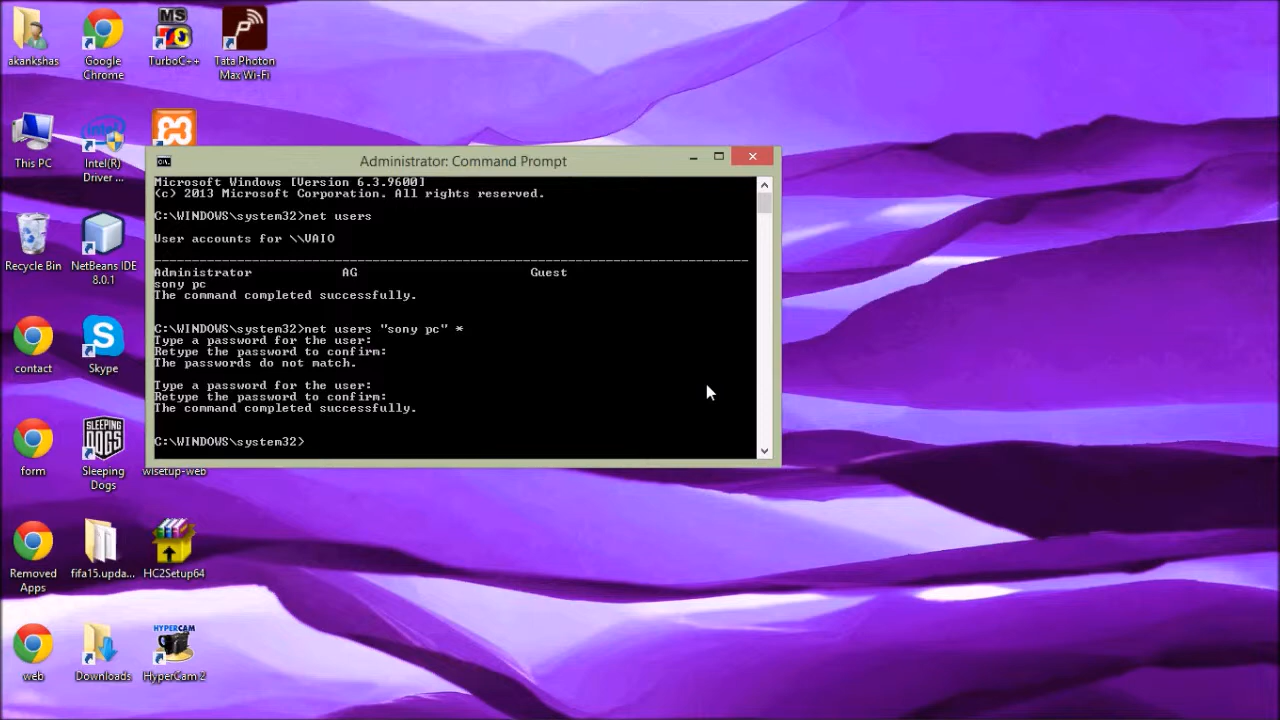 akankshas
Google
Chrome
MS
TurboC++
Tata Photon
Max Wi-Fi
This PC
intel
Intel(R)
Driver ...
Recycle Bin
NetBeans IDE
8.0.1
contact
S
Skype
form
SLEEPING
DOGS
Sleeping
Dogs
wisetup-web
Removed
Apps
fifa15.upda...
HC2Setup64
web
Downloads
HYPERCAM
HyperCam 2
C:\.
Administrator: Command Prompt
Microsoft Windows [Version 6.3.9600]
(c) 2013 Microsoft Corporation. All rights reserved.
C:\WINDOWS\system32>net users
User accounts for \\VAIO
-------------------------------------------------------------------------------
Administrator AG Guest
sony pc
The command completed successfully.
C:\WINDOWS\system32>net users "sony pc" *
Type a password for the user:
Retype the password to confirm:
The passwords do not match.
Type a password for the user:
Retype the password to confirm:
The command completed successfully.
C:\WINDOWS\system32>